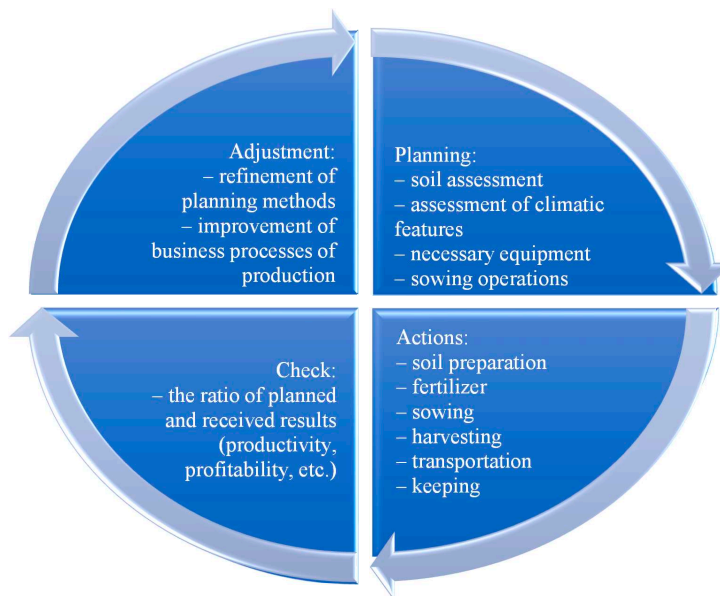 Adjustment:
– refinement of
planning methods
– improvement of
business processes of
production
Planning:
– soil assessment
– assessment of climatic
features
– necessary equipment
– sowing operations
Check:
– the ratio of planned
and received results
(productivity,
profitability, etc.)
Actions:
– soil preparation
– fertilizer
– sowing
– harvesting
– transportation
– keeping